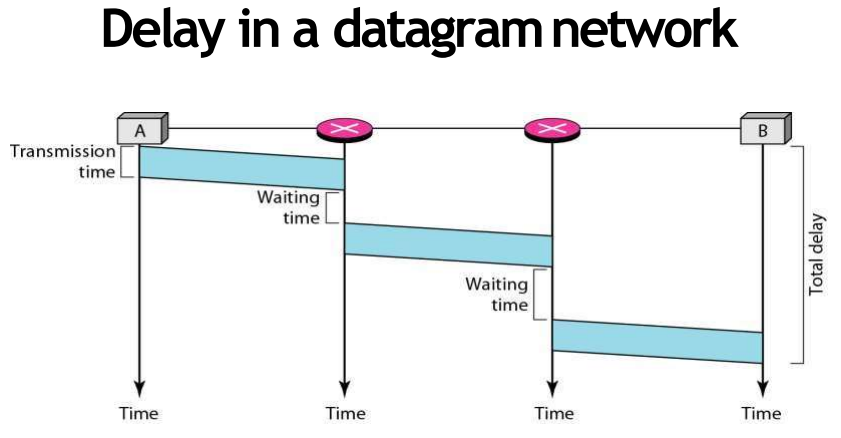 Delay in a datagram network
A
B
Transmission
time
Waiting
time
Waiting
time
Total delay
Time
Time
Time
Time